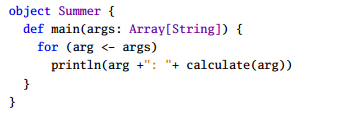 object Summer {
  def main(args: Array[String]) {
    for (arg <- args)
      println(arg +": "+ calculate(arg))
  }
}